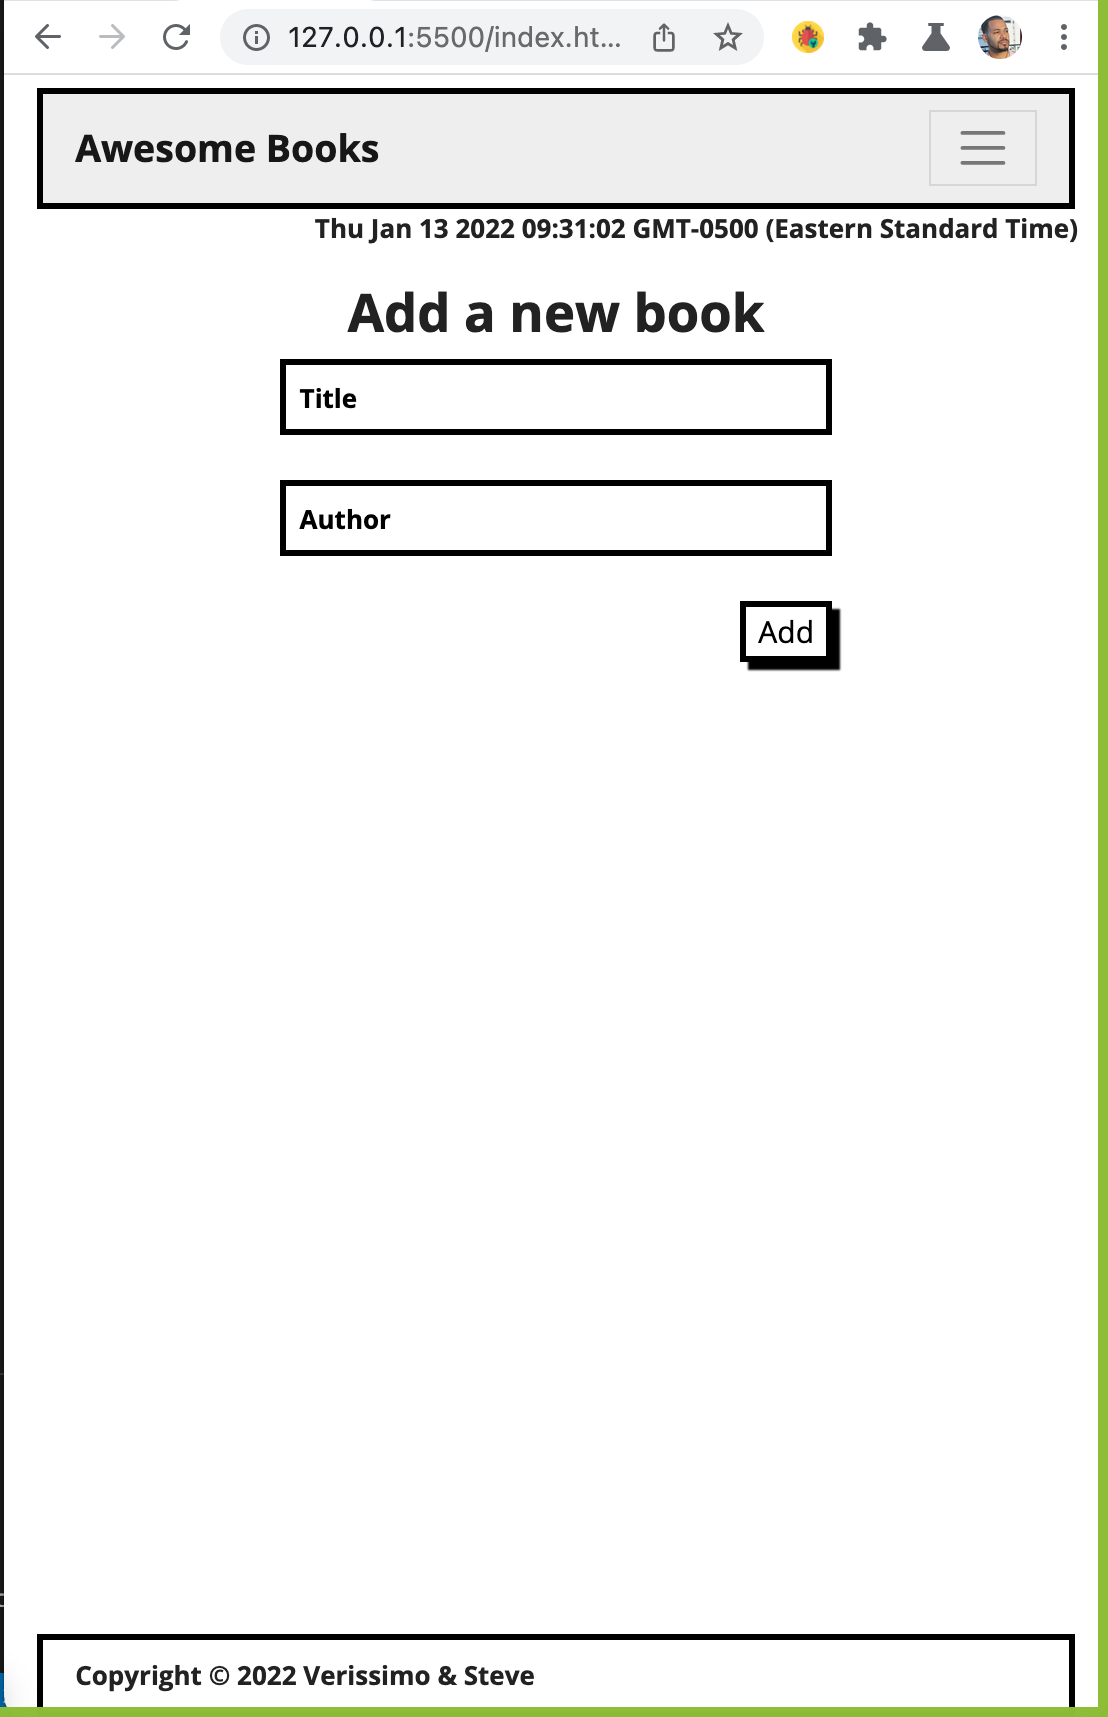 127.0.0.1:5500/index.ht...
Awesome Books
Thu Jan 13 2022 09:31:02 GMT-0500 (Eastern Standard Time)
Add a new book
Title
Author
Add
Copyright © 2022 Verissimo & Steve